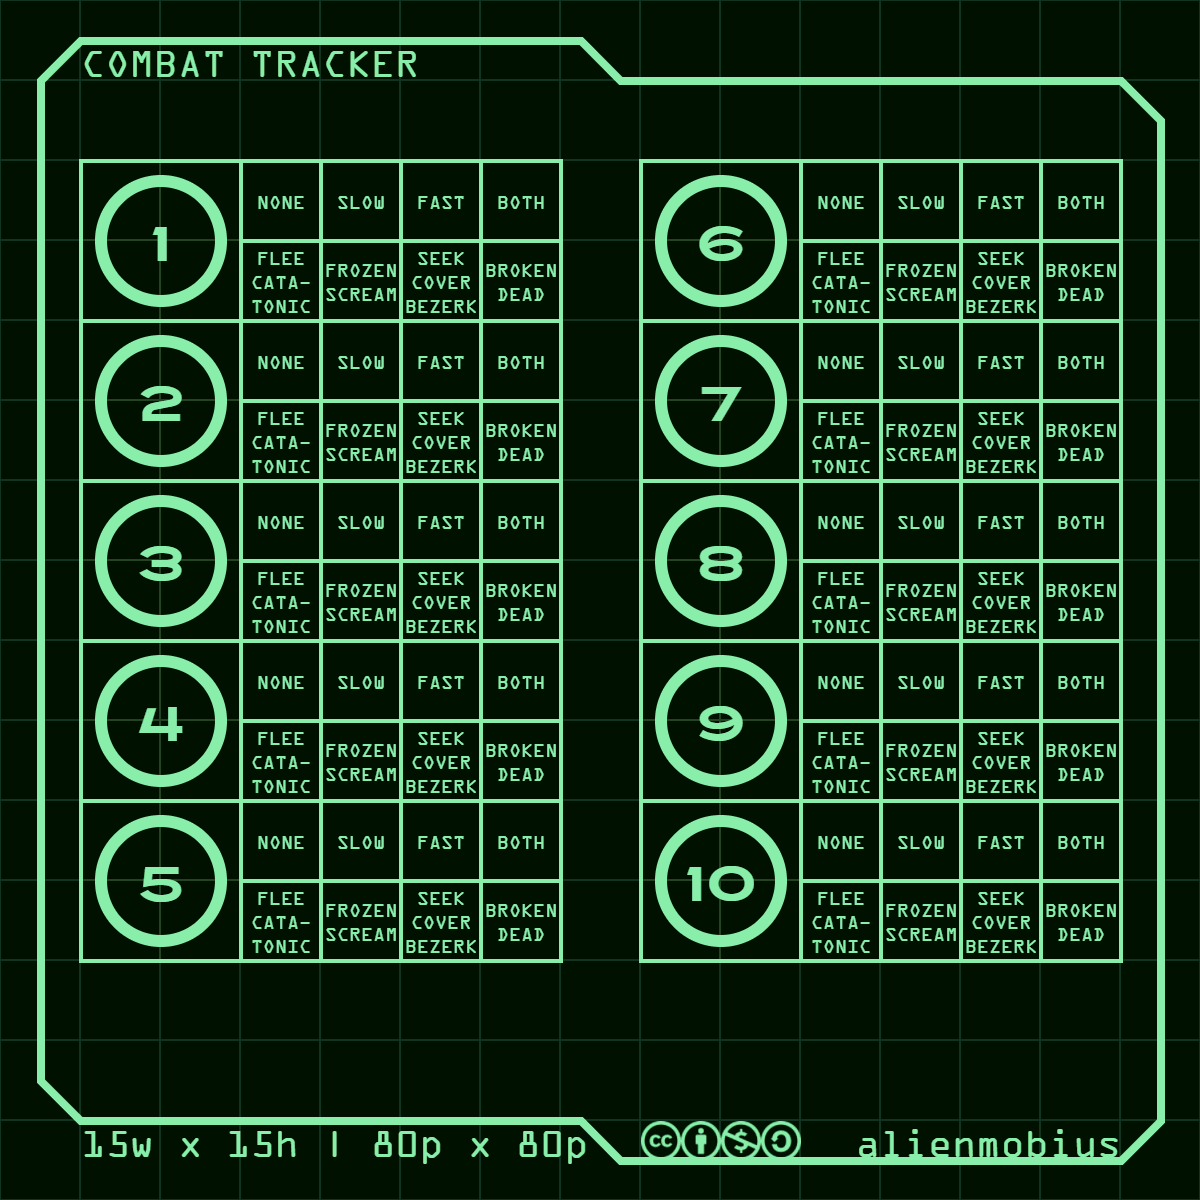 COMBAT TRACKER
1 NONE SLOW FAST BOTH
FLEE CATA-TONIC FROZEN SCREAM SEEK COVER BEZERK BROKEN DEAD
2 NONE SLOW FAST BOTH
FLEE CATA-TONIC FROZEN SCREAM SEEK COVER BEZERK BROKEN DEAD
3 NONE SLOW FAST BOTH
FLEE CATA-TONIC FROZEN SCREAM SEEK COVER BEZERK BROKEN DEAD
4 NONE SLOW FAST BOTH
FLEE CATA-TONIC FROZEN SCREAM SEEK COVER BEZERK BROKEN DEAD
5 NONE SLOW FAST BOTH
FLEE CATA-TONIC FROZEN SCREAM SEEK COVER BEZERK BROKEN DEAD
6 NONE SLOW FAST BOTH
FLEE CATA-TONIC FROZEN SCREAM SEEK COVER BEZERK BROKEN DEAD
7 NONE SLOW FAST BOTH
FLEE CATA-TONIC FROZEN SCREAM SEEK COVER BEZERK BROKEN DEAD
8 NONE SLOW FAST BOTH
FLEE CATA-TONIC FROZEN SCREAM SEEK COVER BEZERK BROKEN DEAD
9 NONE SLOW FAST BOTH
FLEE CATA-TONIC FROZEN SCREAM SEEK COVER BEZERK BROKEN DEAD
10 NONE SLOW FAST BOTH
FLEE CATA-TONIC FROZEN SCREAM SEEK COVER BEZERK BROKEN DEAD
15w x 15h | 80p x 80p
cc $
alienmobius